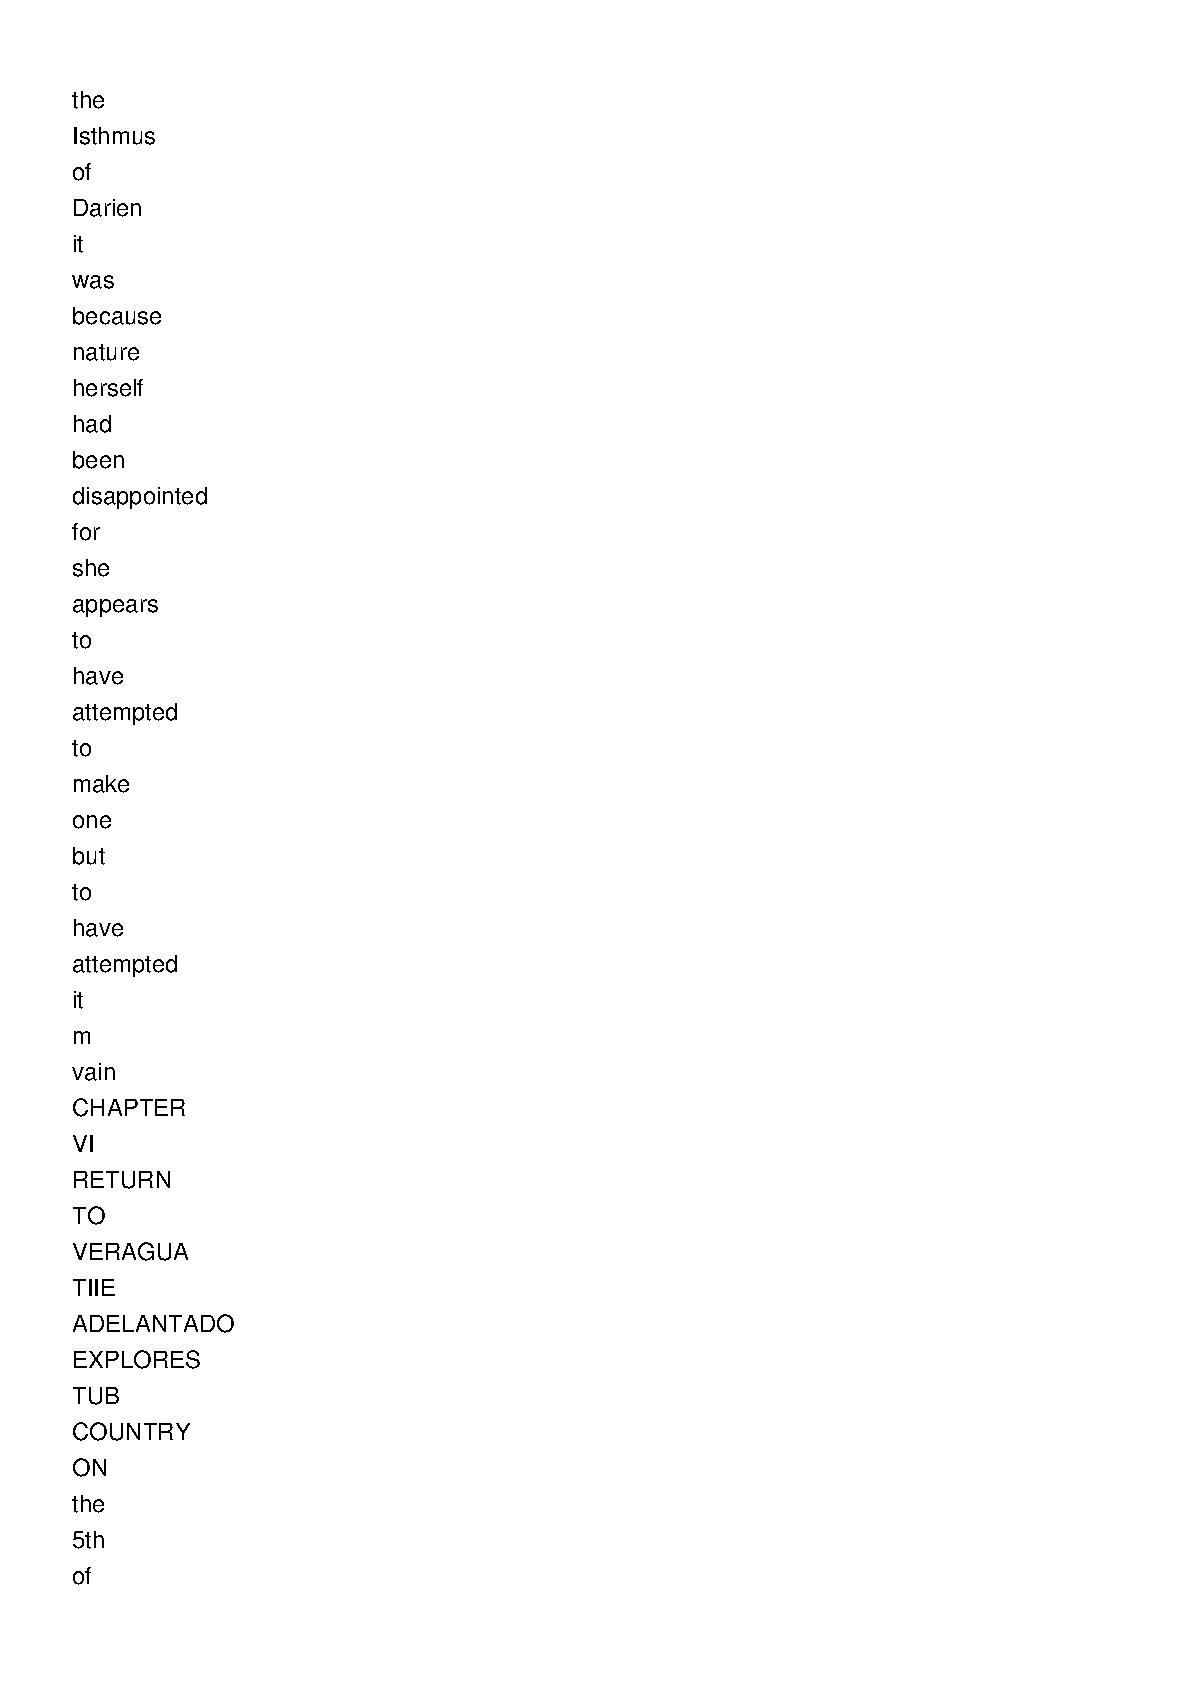 the
Isthmus
of
Darien
it
was
because
nature
herself
had
been
disappointed
for
she
appears
to
have
attempted
to
make
one
but
to
have
attempted
it
m
vain
CHAPTER
VI
RETURN
TO
VERAGUA
TIIE
ADELANTADO
EXPLORES
TUB
COUNTRY
ON
the
5th
of